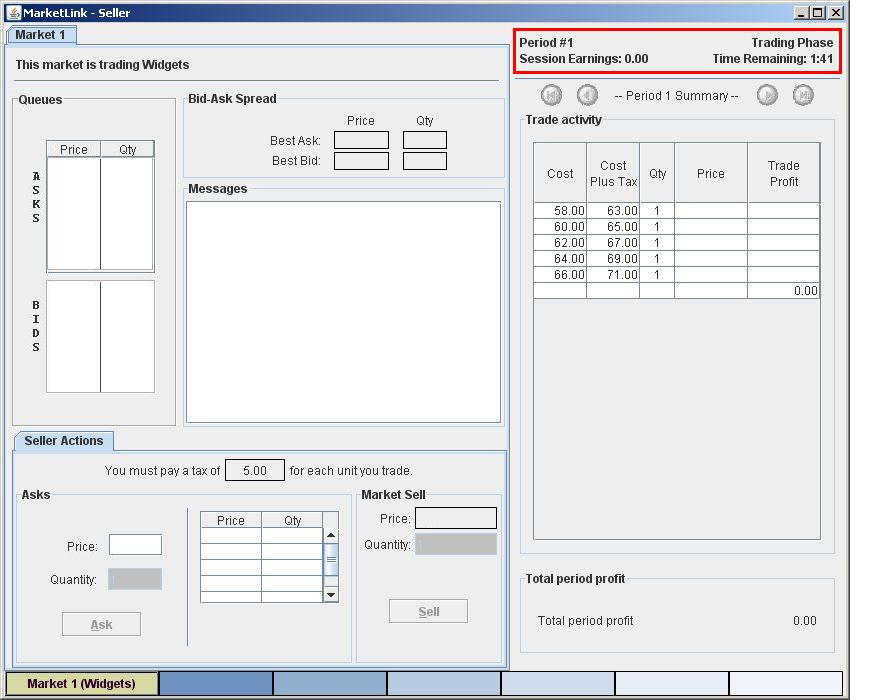 MarketLink - Seller
Market 1
Period #1 Trading Phase
Session Earnings: 0.00 Time Remaining: 1:41
This market is trading Widgets
-- Period 1 Summary --
Queues
Price Qty
A
S
K
S
B
I
D
S
Bid-Ask Spread
Price Qty
Best Ask:
Best Bid:
Messages
Trade activity
Cost Cost Plus Tax Qty Price Trade Profit
58.00 63.00 1
60.00 65.00 1
62.00 67.00 1
64.00 69.00 1
66.00 71.00 1
0.00
Seller Actions
You must pay a tax of 5.00 for each unit you trade.
Asks
Price:
Quantity:
Ask
Price Qty
Market Sell
Price:
Quantity:
Sell
Total period profit
Total period profit 0.00
Market 1 (Widgets)